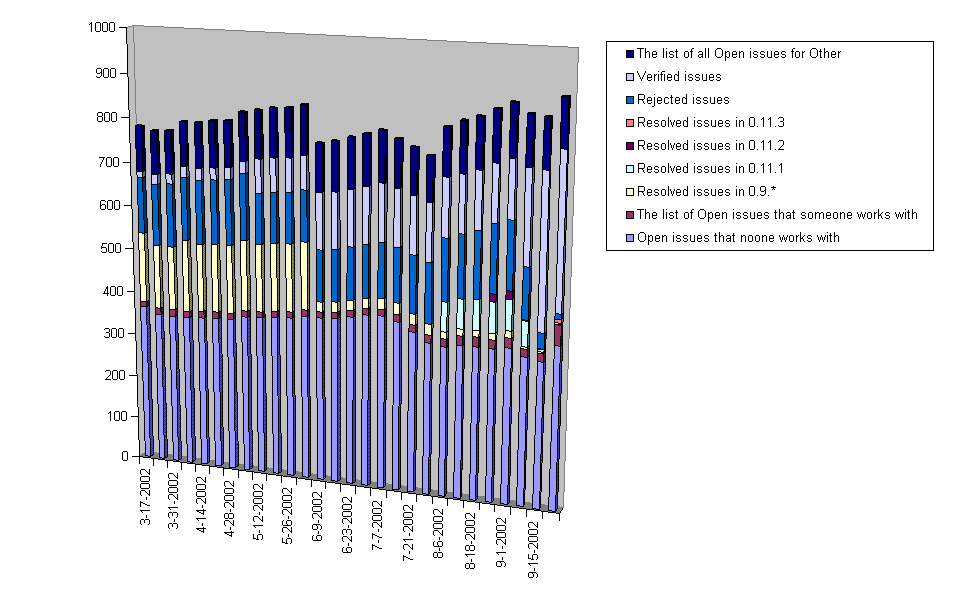 1000
900
800
700
600
500
400
300
200
100
0
3-17-2002
3-31-2002
4-14-2002
4-28-2002
5-12-2002
5-26-2002
6-9-2002
6-23-2002
7-7-2002
7-21-2002
8-6-2002
8-18-2002
9-1-2002
9-15-2002
The list of all Open issues for Other
Verified issues
Rejected issues
Resolved issues in 0.11.3
Resolved issues in 0.11.2
Resolved issues in 0.11.1
Resolved issues in 0.9.*
The list of Open issues that someone works with
Open issues that noone works with